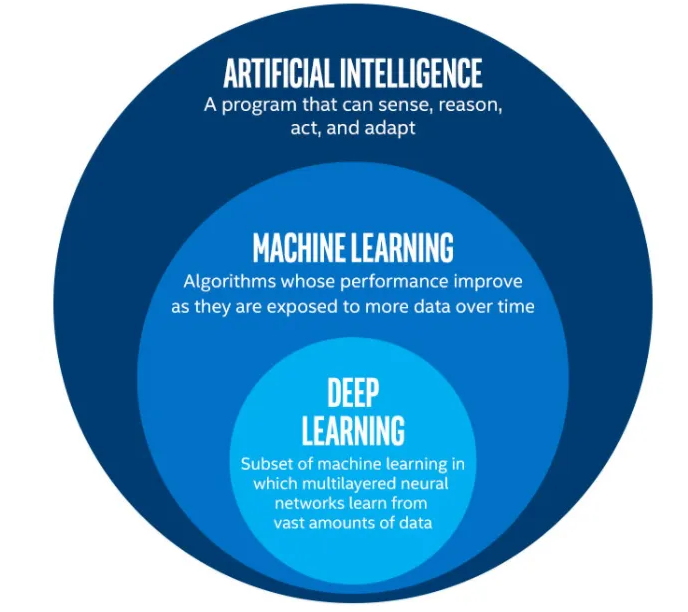 ARTIFICIAL INTELLIGENCE
A program that can sense, reason,
act, and adapt
MACHINE LEARNING
Algorithms whose performance improve
as they are exposed to more data over time
DEEP
LEARNING
Subset of machine learning in
which multilayered neural
networks learn from
vast amounts of data